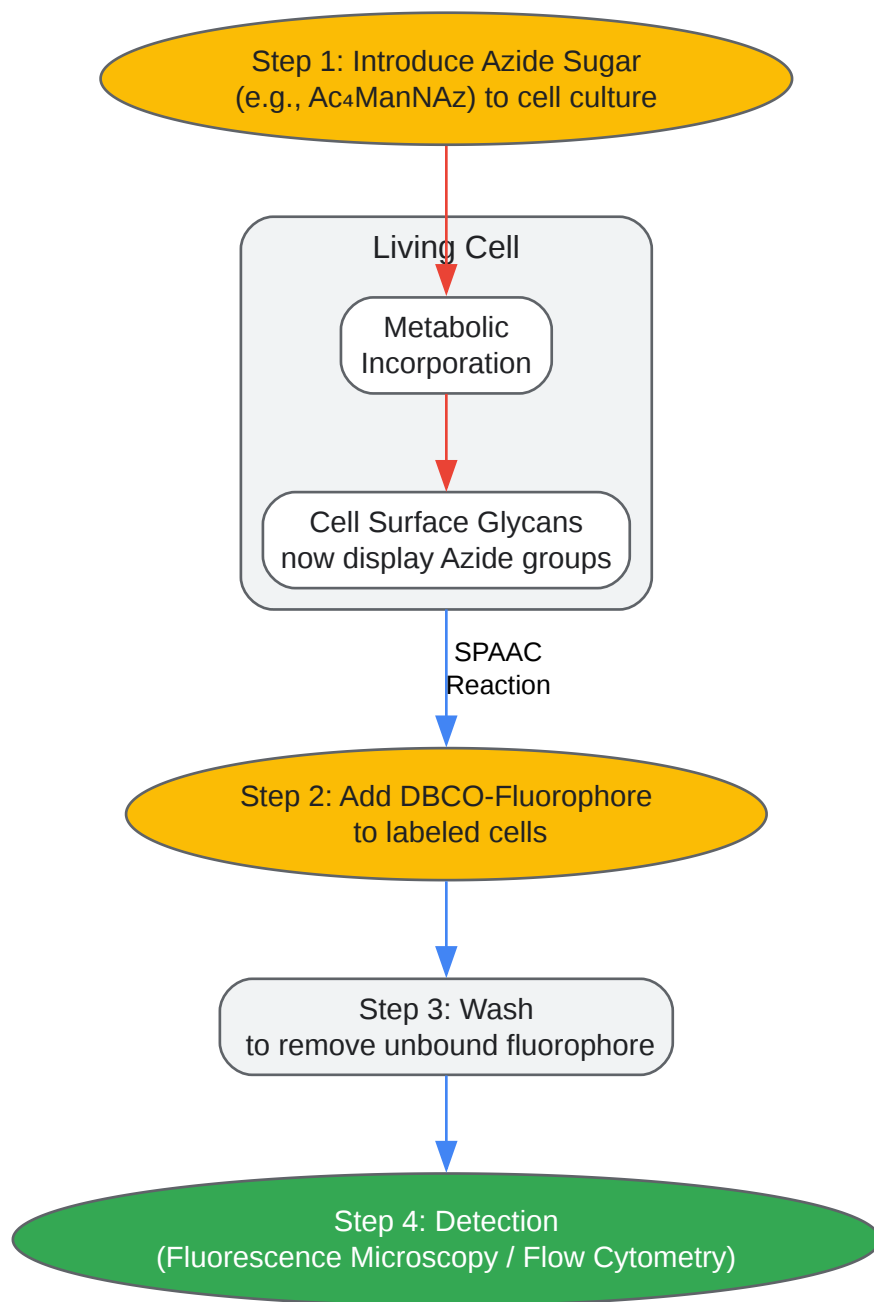 Step 1: Introduce Azide Sugar
(e.g., Ac₄ManNAz) to cell culture
Living Cell
Metabolic
Incorporation
Cell Surface Glycans
now display Azide groups
SPAAC
Reaction
Step 2: Add DBCO-Fluorophore
to labeled cells
Step 3: Wash
to remove unbound fluorophore
Step 4: Detection
(Fluorescence Microscopy / Flow Cytometry)